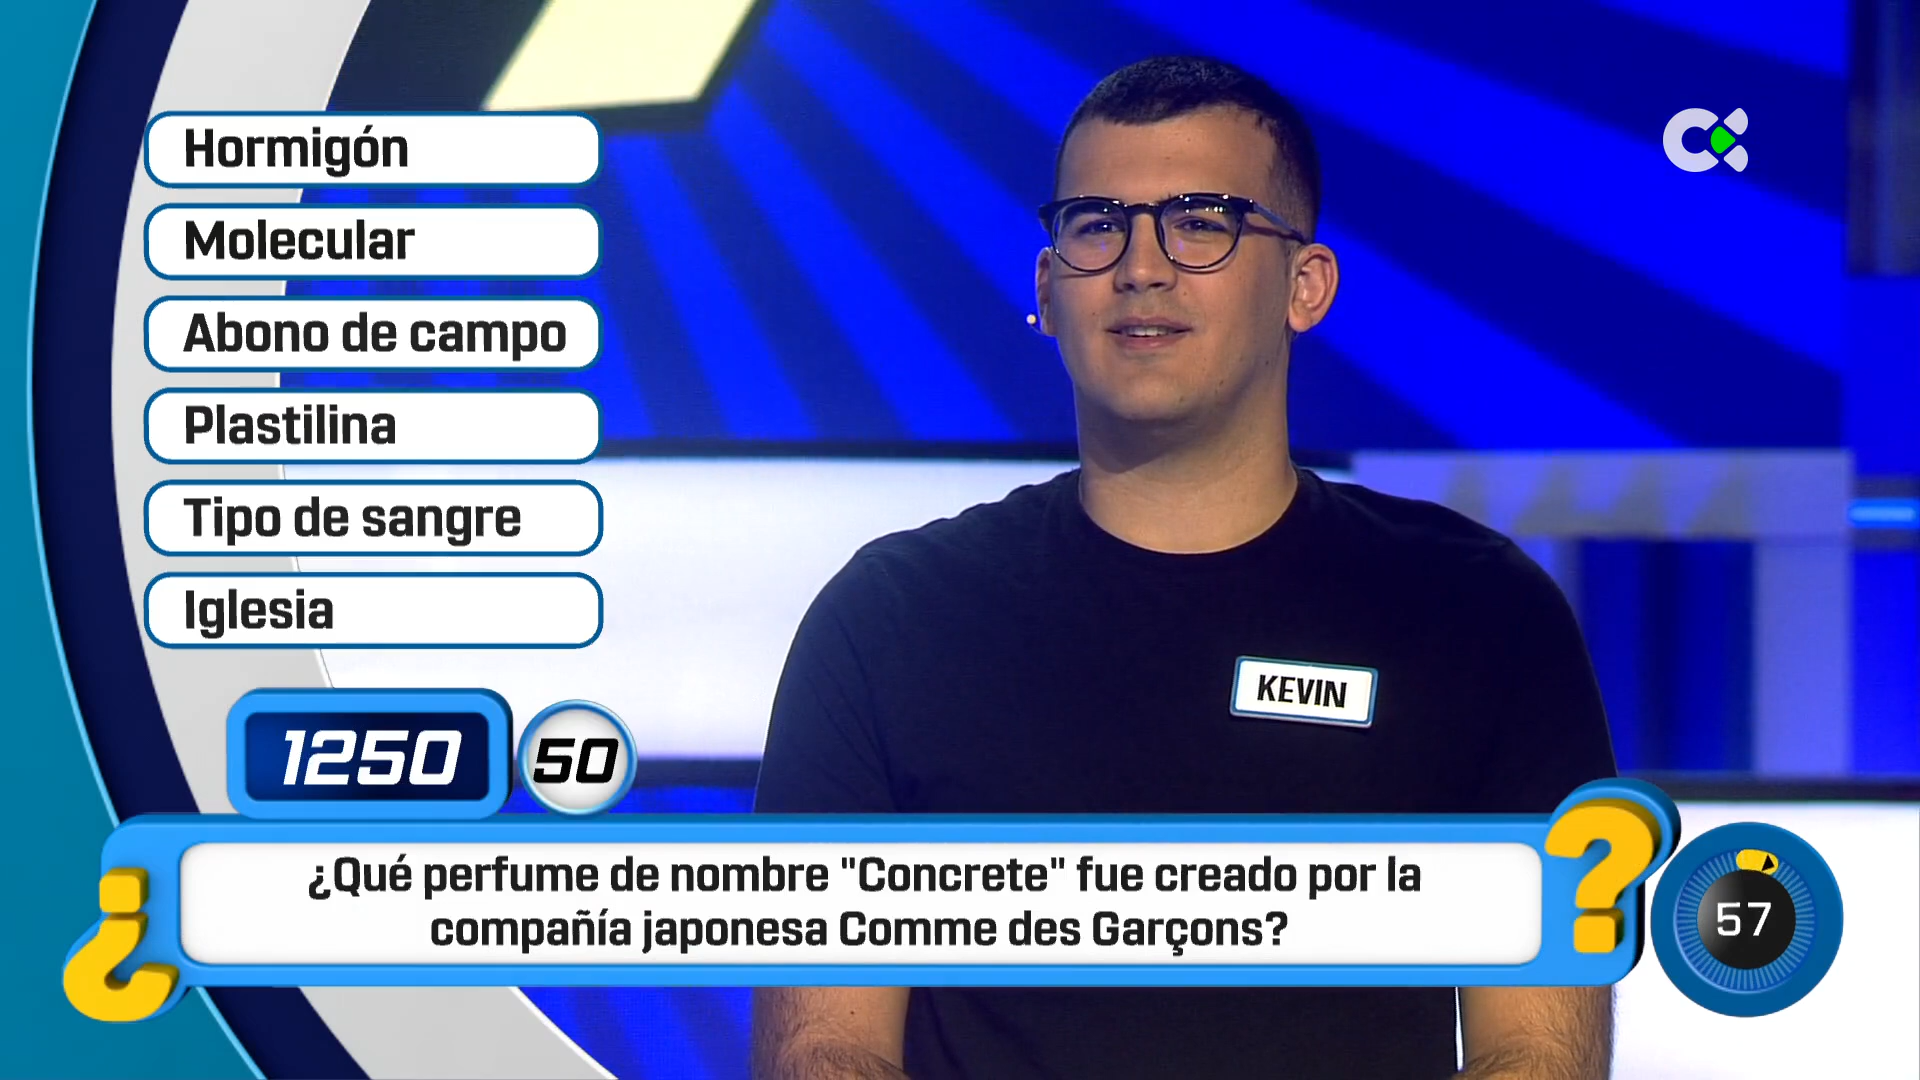 Hormigón
Molecular
Abono de campo
Plastilina
Tipo de sangre
Iglesia
KEVIN
1250
50
¿Qué perfume de nombre "Concrete" fue creado por la
compañía japonesa Comme des Garçons?
57